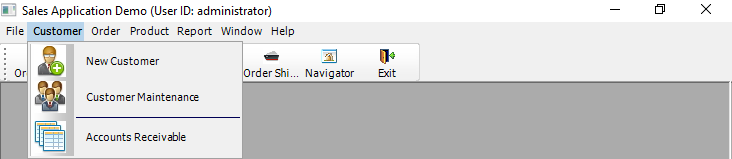 Sales Application Demo (User ID: administrator)
File Customer Order Product Report Window Help
New Customer
Customer Maintenance
Accounts Receivable
Or
Order Shi... Navigator Exit